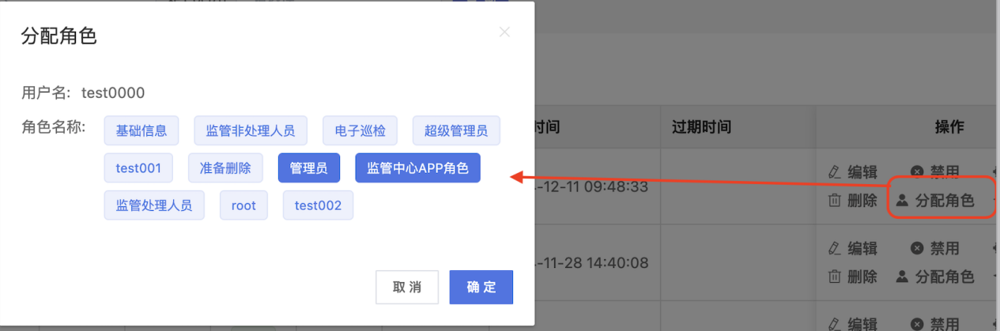 分配角色
用户名: test0000
角色名称: 基础信息 监管非处理人员 电子巡检 超级管理员
test001 准备删除 管理员 监管中心APP角色
监管处理人员 root test002
取 消 确 定
时间 过期时间 操作
-12-11 09:48:33 编辑 禁用
删除 分配角色
-11-28 14:40:08 编辑 禁用
删除 分配角色
编辑 禁用